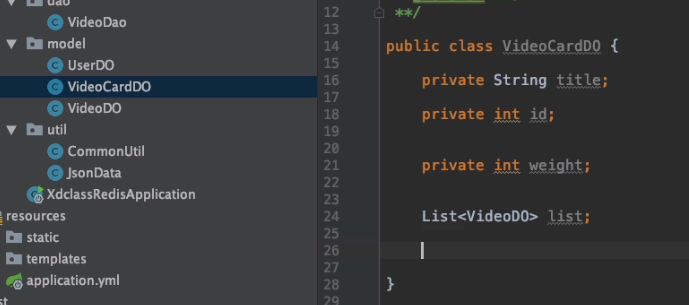 dao
VideoDao
model
UserDO
VideoCardDO
VideoDO
util
CommonUtil
JsonData
XdclassRedisApplication
resources
static
templates
application.yml
12 **/
13
14 public class VideoCardDO {
15
16 private String title;
17
18 private int id;
19
20
21 private int weight;
22
23
24 List<VideoDO> list;
25
26
27
28 }
29